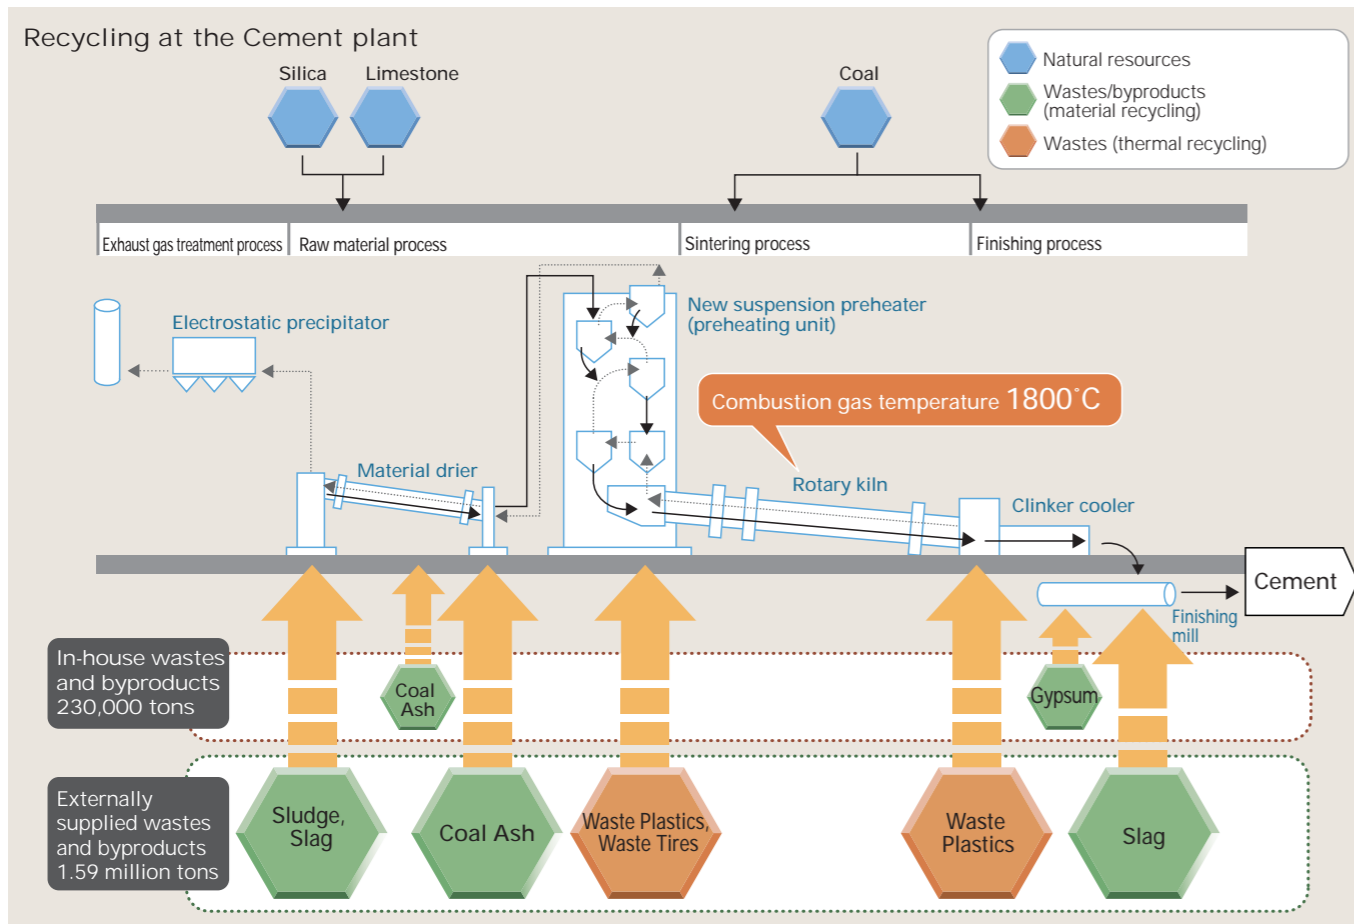 Recycling at the Cement plant
Silica
Limestone
Coal
Natural resources
Wastes/byproducts
(material recycling)
Wastes (thermal recycling)
Exhaust gas treatment process
Raw material process
Sintering process
Finishing process
Electrostatic precipitator
New suspension preheater
(preheating unit)
Combustion gas temperature 1800˚C
Material drier
Rotary kiln
Clinker cooler
Cement
Finishing
mill
In-house wastes
and byproducts
230,000 tons
Coal
Ash
Gypsum
Externally
supplied wastes
and byproducts
1.59 million tons
Sludge,
Slag
Coal Ash
Waste Plastics,
Waste Tires
Waste
Plastics
Slag